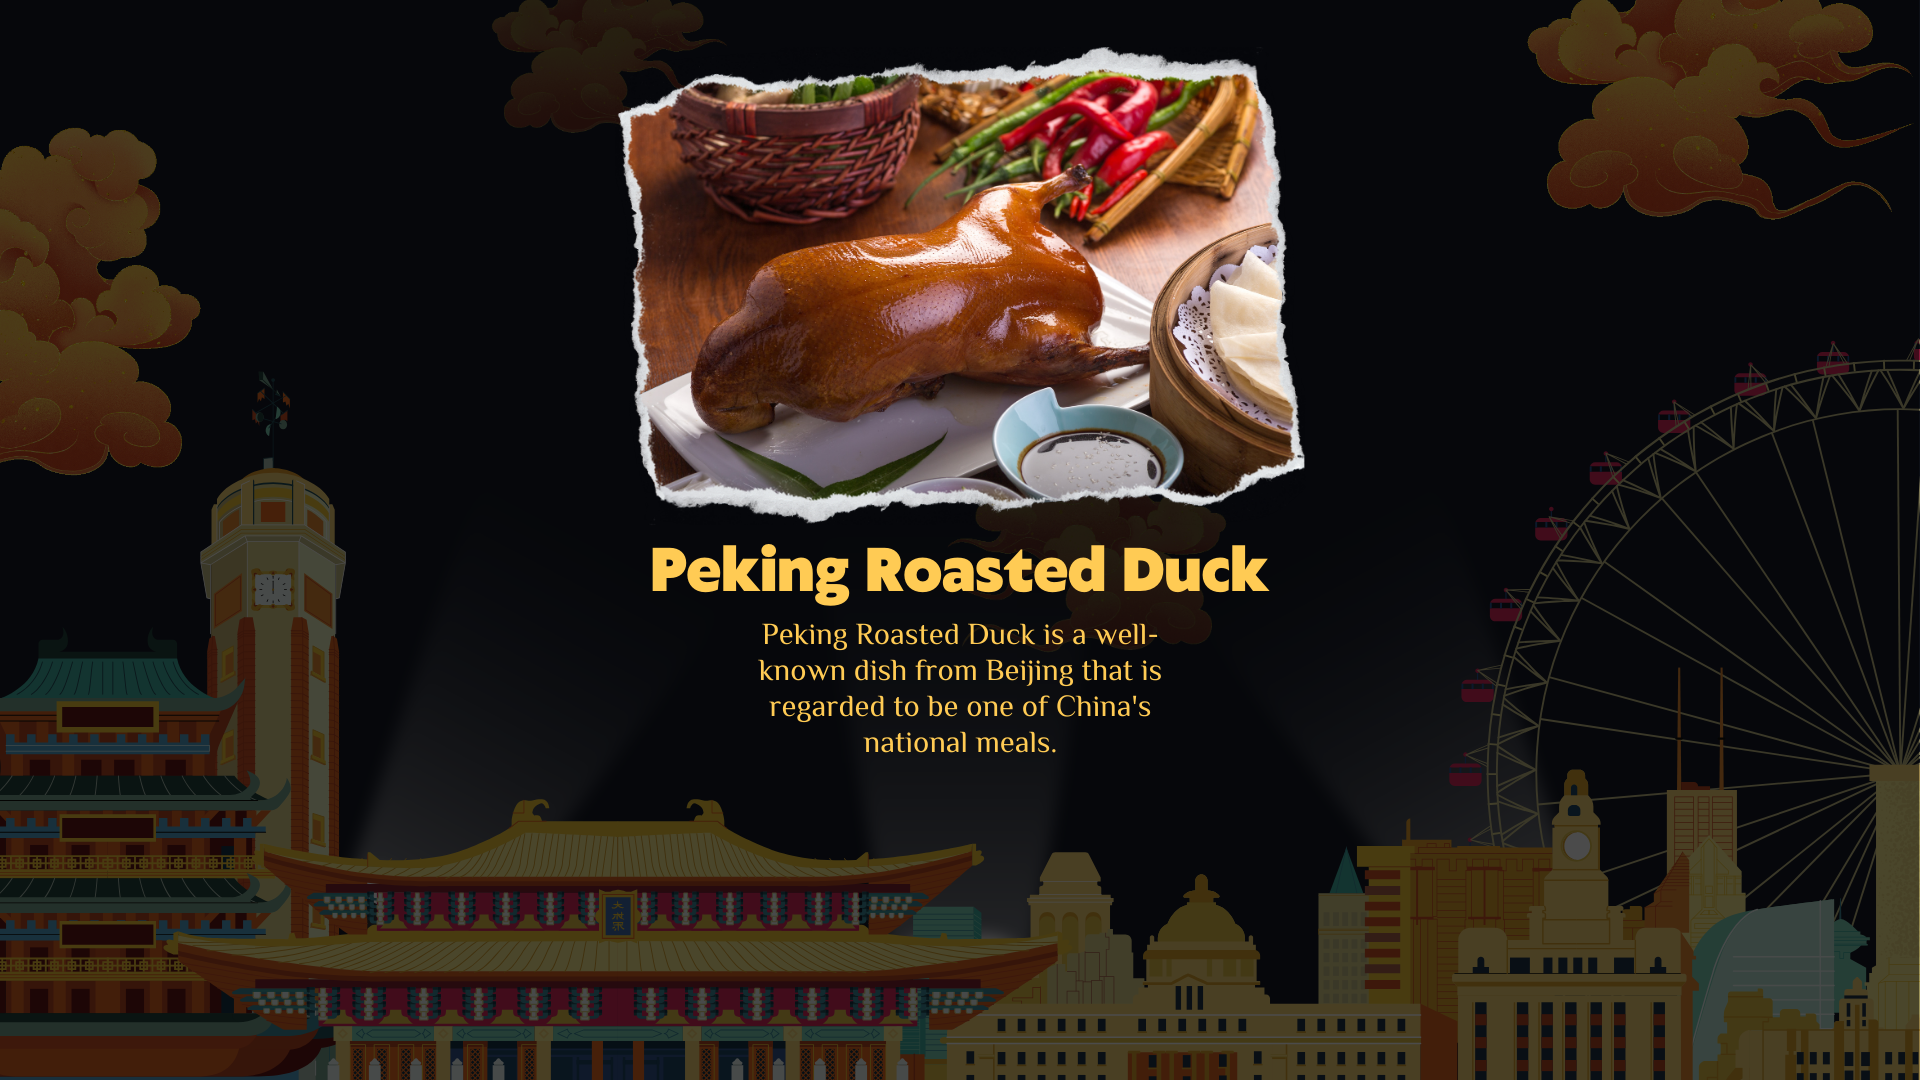 Peking Roasted Duck
Peking Roasted Duck is a well-
known dish from Beijing that is
regarded to be one of China's
national meals.